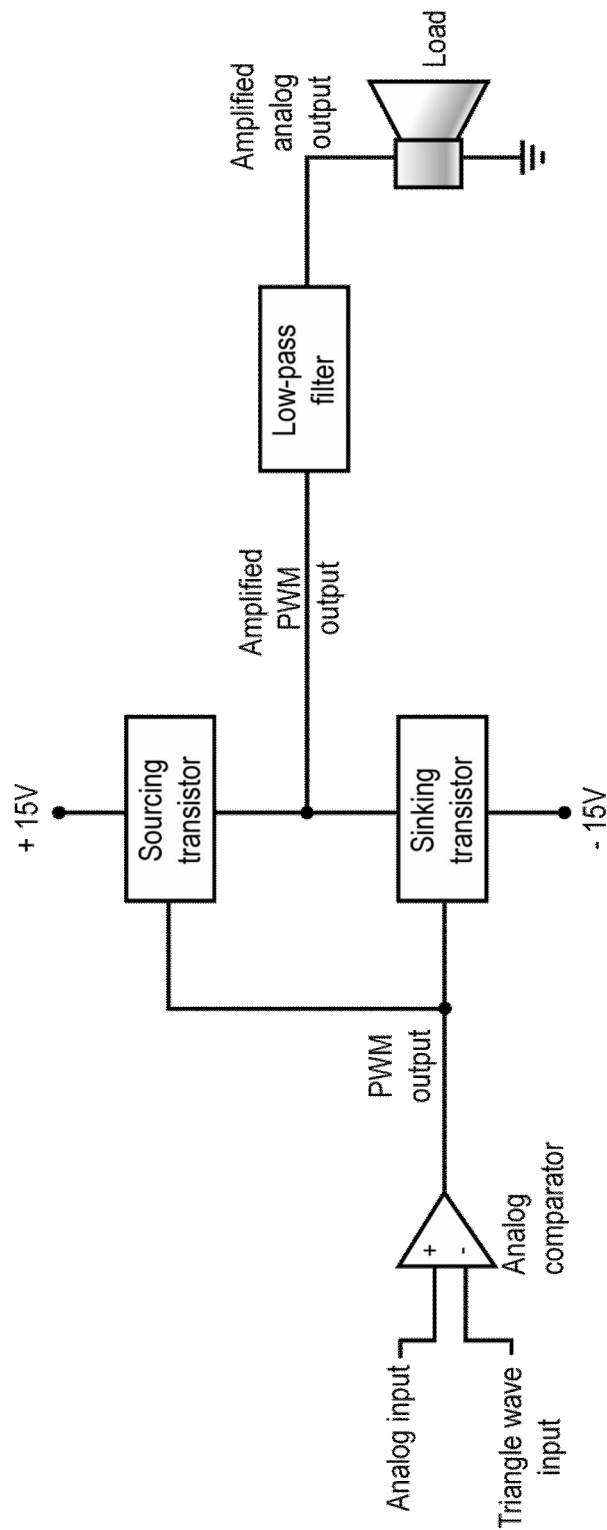 Analog input
Triangle wave
input
+
-
Analog
comparator
PWM
output
+ 15V
Sourcing
transistor
Sinking
transistor
- 15V
Amplified
PWM
output
Low-pass
filter
Amplified
analog
output
Load